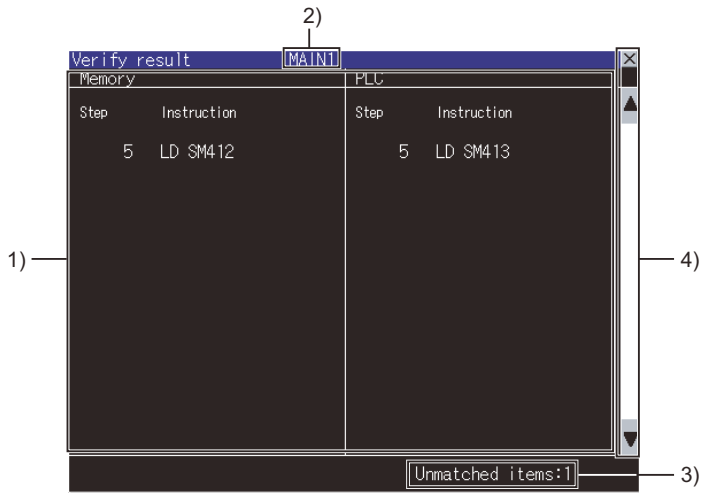 2)
Verify result MAIN1 ×
Memory PLC
Step Instruction Step Instruction
5 LD SM412 5 LD SM413
1) 4)
Unmatched items:1 3)